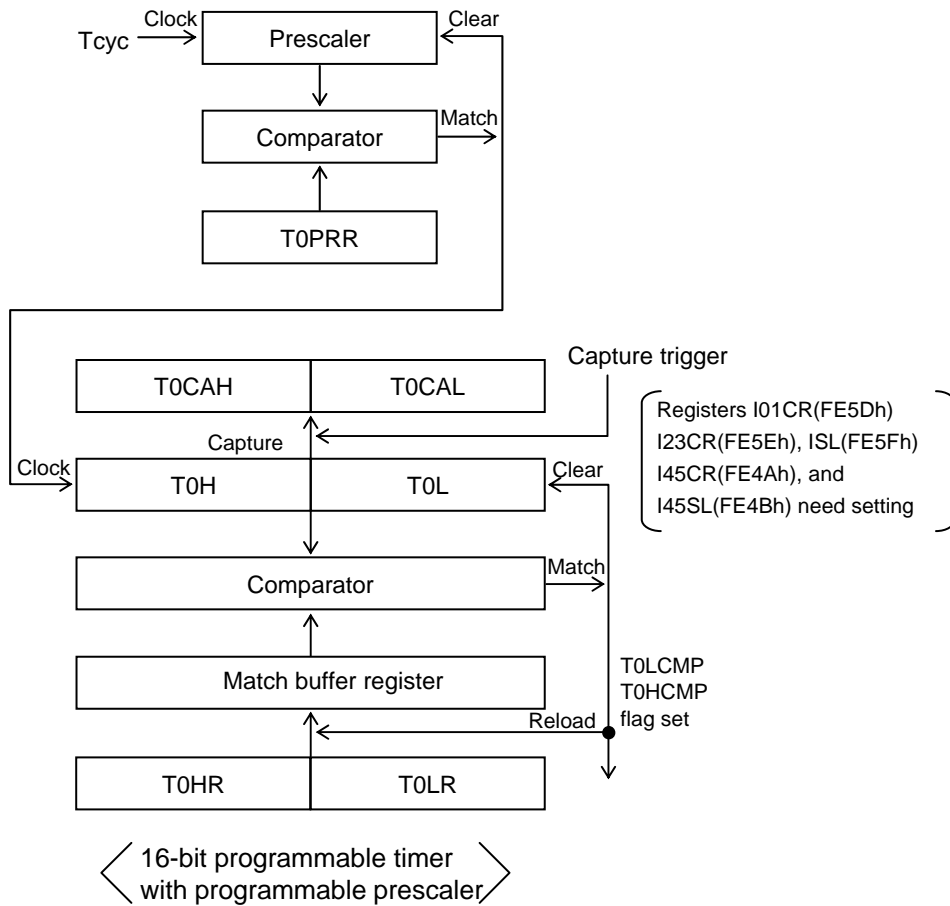 Clock
Clear
Tcyc
Prescaler
Match
Comparator
T0PRR
Capture trigger
T0CAH
T0CAL
Registers I01CR(FE5Dh)
I23CR(FE5Eh), ISL(FE5Fh)
I45CR(FE4Ah), and
I45SL(FE4Bh) need setting
Capture
Clock
T0H
T0L
Clear
Comparator
Match
Match buffer register
T0LCMP
T0HCMP
flag set
Reload
T0HR
T0LR
16-bit programmable timer
with programmable prescaler